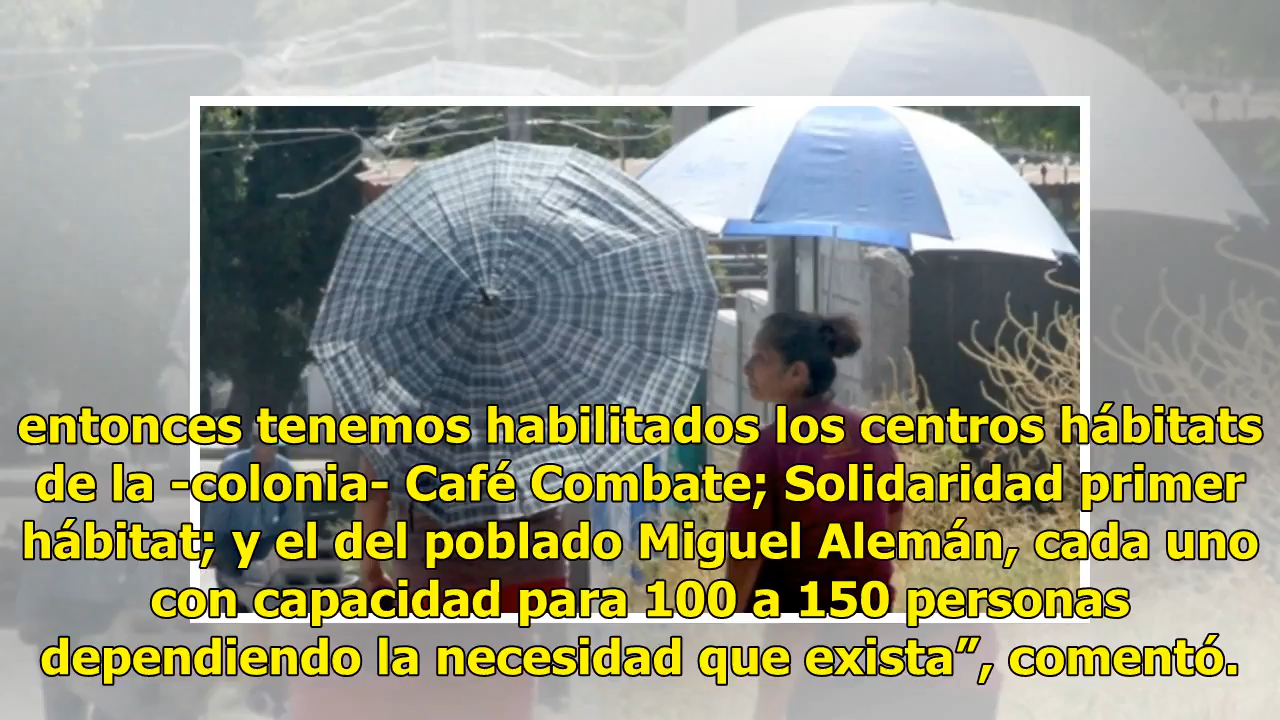 entonces tenemos habilitados los centros hábitats
de la -colonia- Café Combate; Solidaridad primer
hábitat; y el del poblado Miguel Alemán, cada uno
con capacidad para 100 a 150 personas
dependiendo la necesidad que exista”, comentó.